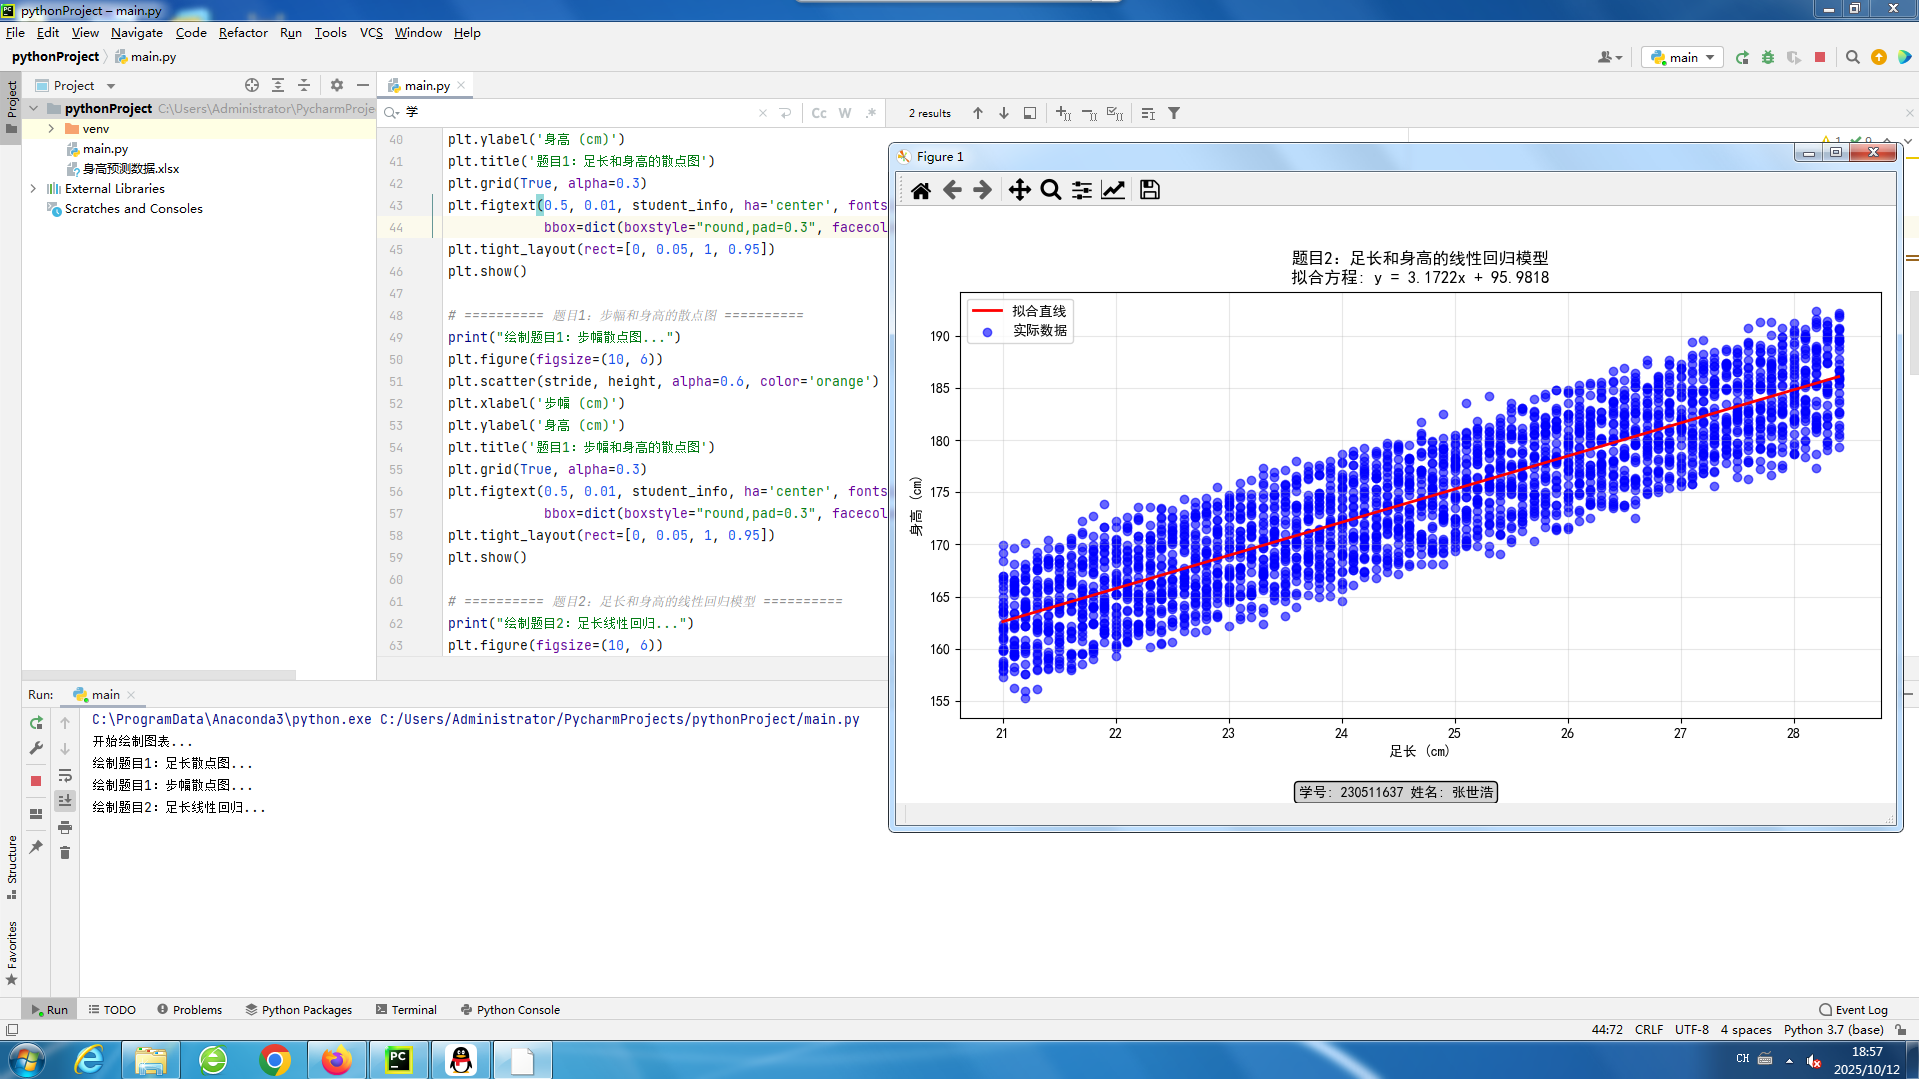 pythonProject – main.py
File Edit View Navigate Code Refactor Run Tools VCS Window Help
pythonProject main.py
main
Project
main.py
pythonProject C:\Users\Administrator\PycharmProje
venv
main.py
身高预测数据.xlsx
External Libraries
Scratches and Consoles
学
Cc W .*
2 results
40 plt.ylabel('身高 (cm)')
41 plt.title('题目1：足长和身高的散点图')
42 plt.grid(True, alpha=0.3)
43 plt.figtext(0.5, 0.01, student_info, ha='center', fonts
44 bbox=dict(boxstyle="round,pad=0.3", facecol
45 plt.tight_layout(rect=[0, 0.05, 1, 0.95])
46 plt.show()
47
48 # ========== 题目1：步幅和身高的散点图 ==========
49 print("绘制题目1：步幅散点图...")
50 plt.figure(figsize=(10, 6))
51 plt.scatter(stride, height, alpha=0.6, color='orange')
52 plt.xlabel('步幅 (cm)')
53 plt.ylabel('身高 (cm)')
54 plt.title('题目1：步幅和身高的散点图')
55 plt.grid(True, alpha=0.3)
56 plt.figtext(0.5, 0.01, student_info, ha='center', fonts
57 bbox=dict(boxstyle="round,pad=0.3", facecol
58 plt.tight_layout(rect=[0, 0.05, 1, 0.95])
59 plt.show()
60
61 # ========== 题目2：足长和身高的线性回归模型 ==========
62 print("绘制题目2：足长线性回归...")
63 plt.figure(figsize=(10, 6))
Figure 1
题目2：足长和身高的线性回归模型
拟合方程: y = 3.1722x + 95.9818
拟合直线
实际数据
190
185
180
175
170
165
160
155
身高 (cm)
21 22 23 24 25 26 27 28
足长 (cm)
学号: 230511637 姓名: 张世浩
Run: main
C:\ProgramData\Anaconda3\python.exe C:/Users/Administrator/PycharmProjects/pythonProject/main.py
开始绘制图表...
绘制题目1：足长散点图...
绘制题目1：步幅散点图...
绘制题目2：足长线性回归...
Project
Structure
Favorites
Run TODO Problems Python Packages Terminal Python Console Event Log
44:72 CRLF UTF-8 4 spaces Python 3.7 (base)
CH
18:57
2025/10/12